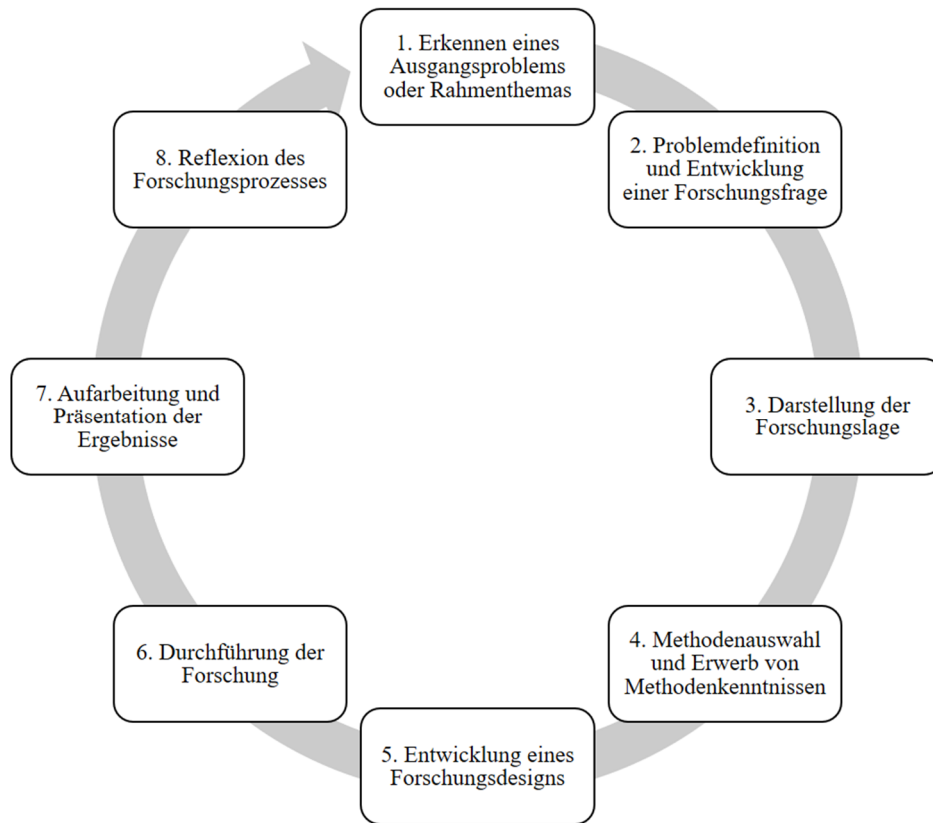 1. Erkennen eines
Ausgangsproblems
oder Rahmenthemas
2. Problemdefinition
und Entwicklung
einer Forschungsfrage
3. Darstellung der
Forschungslage
4. Methodenauswahl
und Erwerb von
Methodenkenntnissen
5. Entwicklung eines
Forschungsdesigns
6. Durchführung der
Forschung
7. Aufarbeitung und
Präsentation der
Ergebnisse
8. Reflexion des
Forschungsprozesses